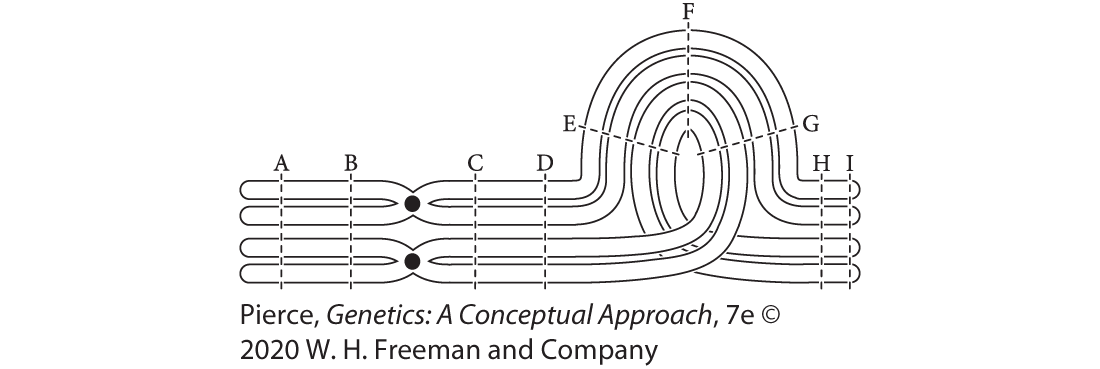 F
E G
A B C D H I
Pierce, Genetics: A Conceptual Approach, 7e ©
2020 W. H. Freeman and Company